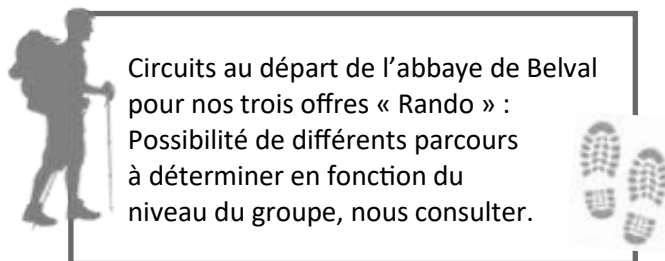 Circuits au départ de l’abbaye de Belval
pour nos trois offres « Rando » :
Possibilité de différents parcours
à déterminer en fonction du
niveau du groupe, nous consulter.